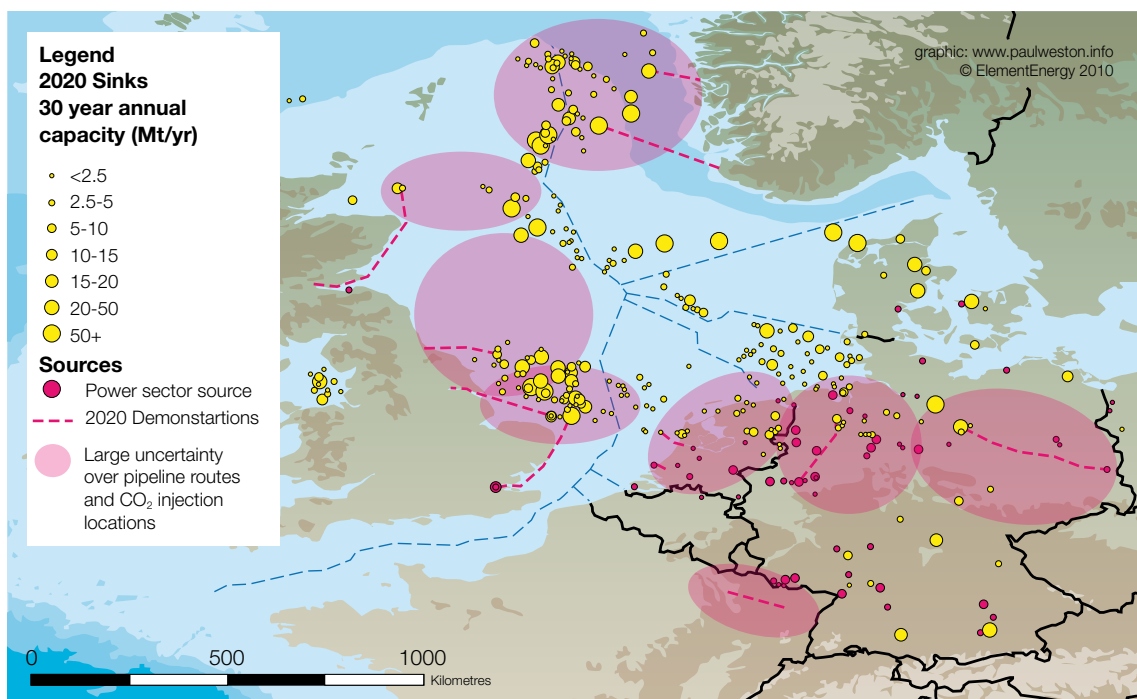 Legend
2020 Sinks
30 year annual
capacity (Mt/yr)
<2.5
2.5-5
5-10
10-15
15-20
20-50
50+
Sources
Power sector source
2020 Demonstartions
Large uncertainty
over pipeline routes
and CO₂ injection
locations
graphic: www.paulweston.info
© ElementEnergy 2010
0 500 1000
Kilometres